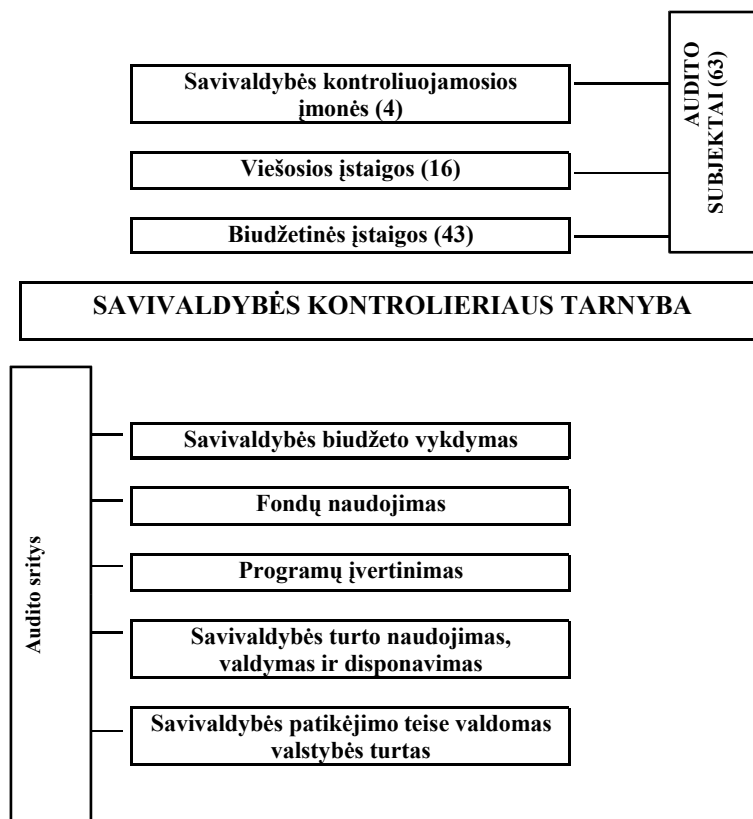 Savivaldybės kontroliuojamosios
įmonės (4)
Viešosios įstaigos (16)
Biudžetinės įstaigos (43)
AUDITO
SUBJEKTAI (63)
SAVIVALDYBĖS KONTROLIERIAUS TARNYBA
Audito sritys
Savivaldybės biudžeto vykdymas
Fondų naudojimas
Programų įvertinimas
Savivaldybės turto naudojimas,
valdymas ir disponavimas
Savivaldybės patikėjimo teise valdomas
valstybės turtas